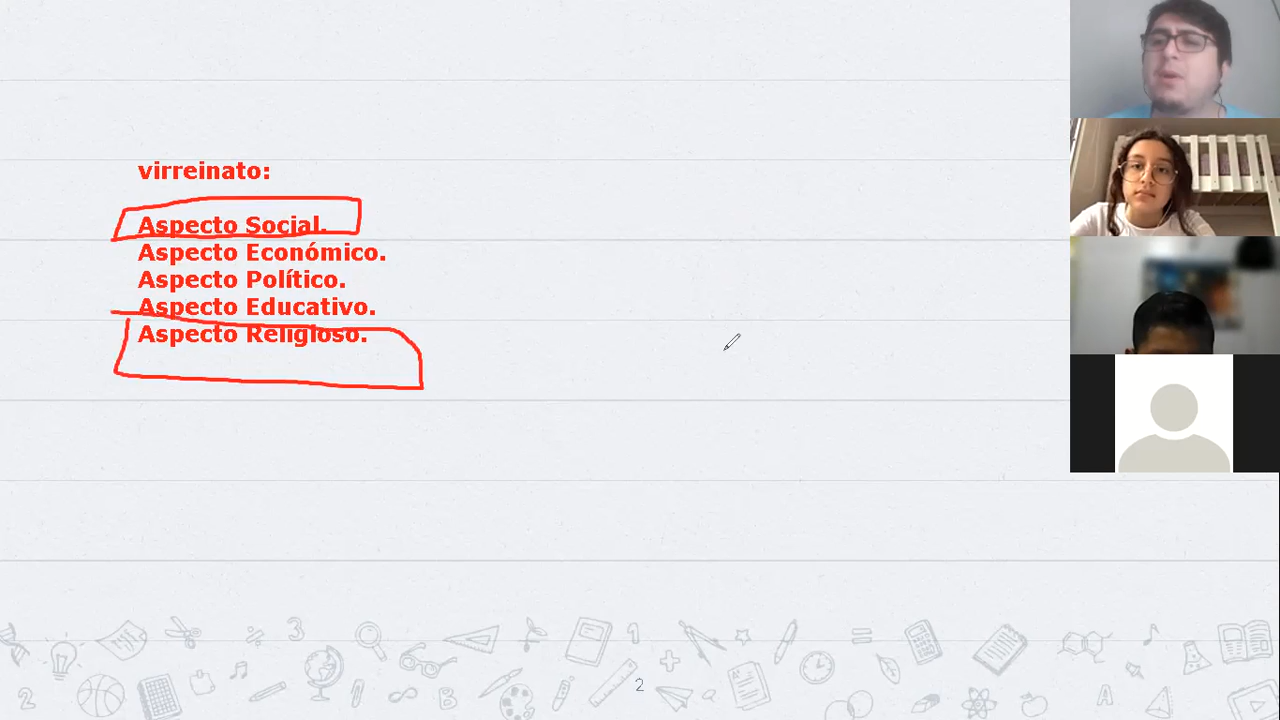 virreinato:
Aspecto Social.
Aspecto Económico.
Aspecto Político.
Aspecto Educativo.
Aspecto Religioso.
2